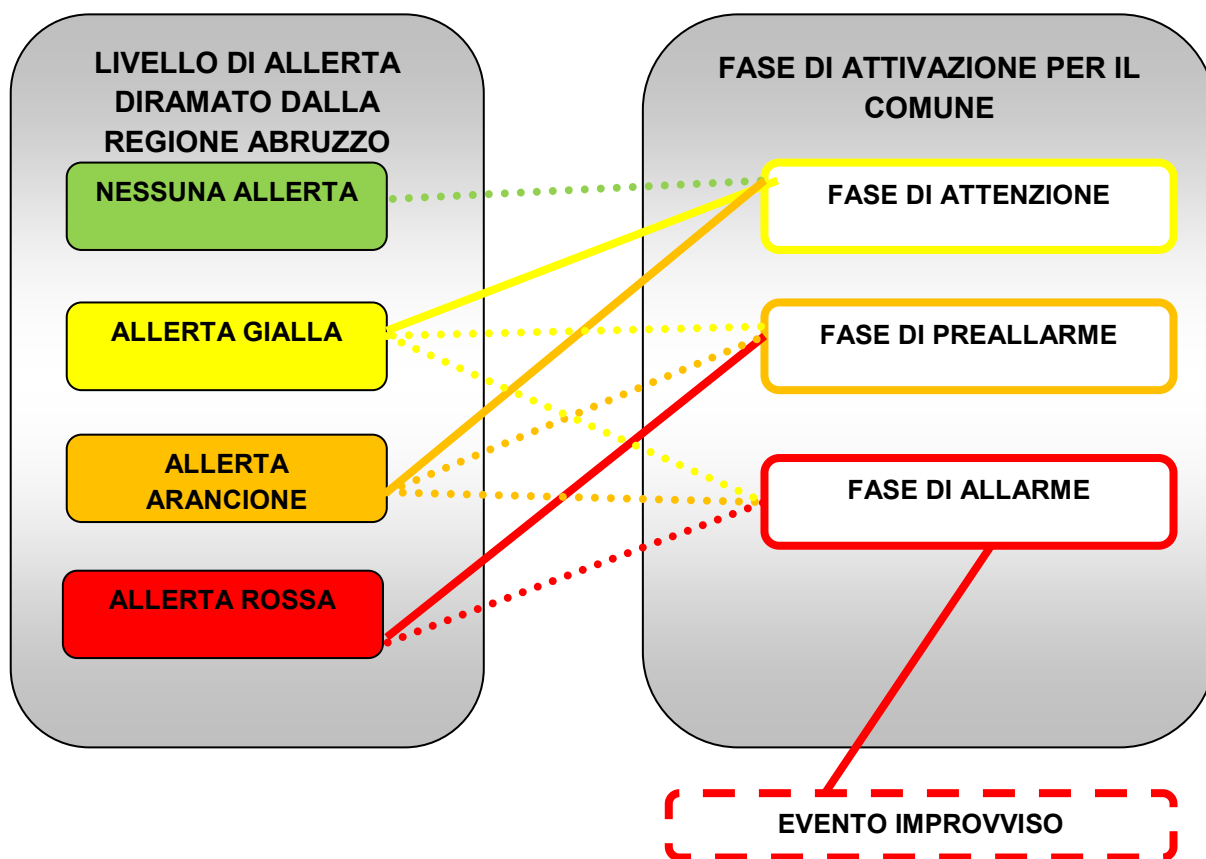 LIVELLO DI ALLERTA
DIRAMATO DALLA
REGIONE ABRUZZO
NESSUNA ALLERTA
ALLERTA GIALLA
ALLERTA
ARANCIONE
ALLERTA ROSSA
FASE DI ATTIVAZIONE PER IL
COMUNE
FASE DI ATTENZIONE
FASE DI PREALLARME
FASE DI ALLARME
EVENTO IMPROVVISO